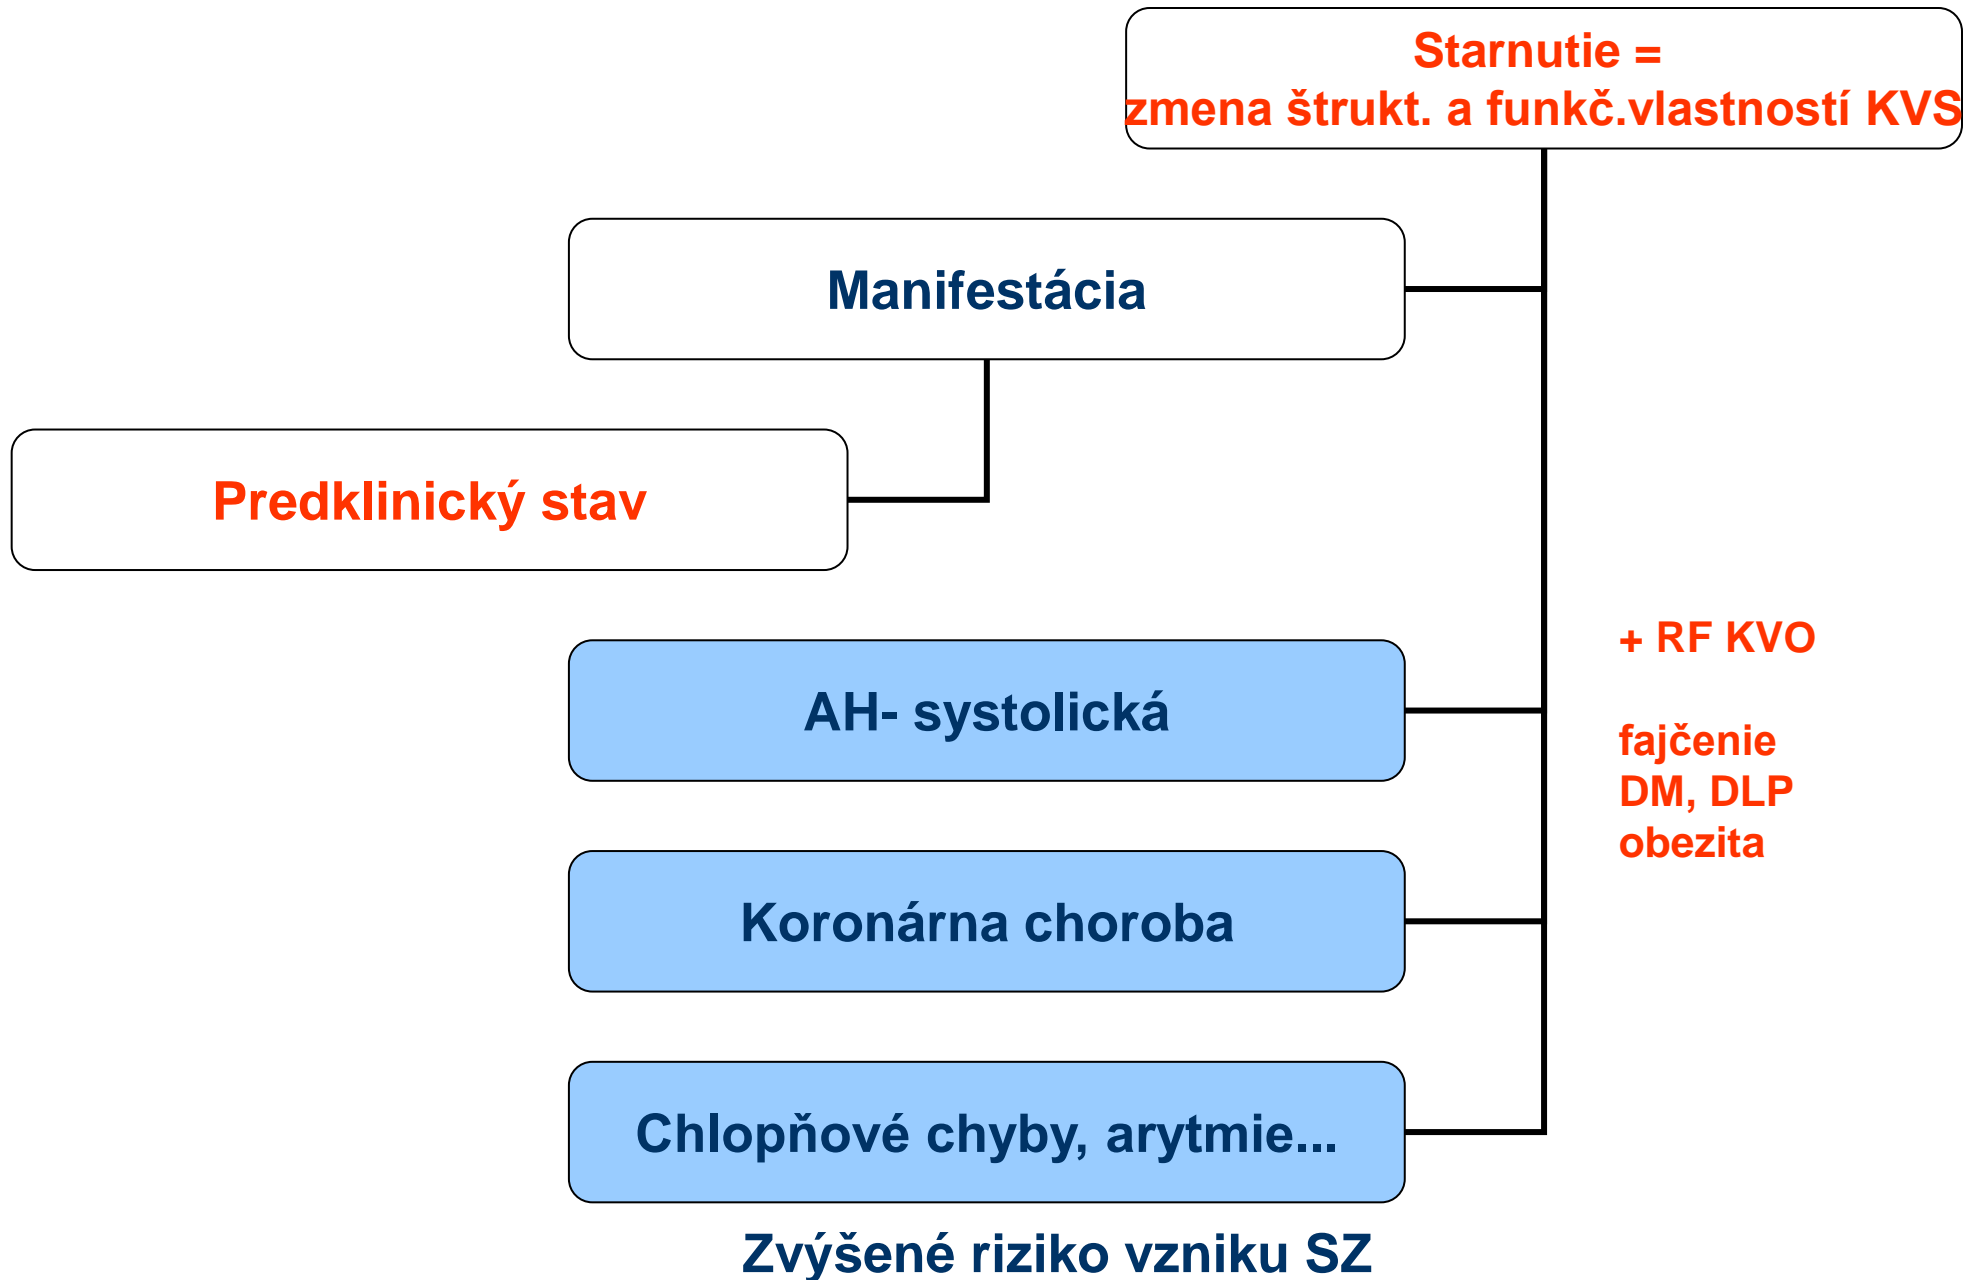 Starnutie =
zmena štrukt. a funkč.vlastností KVS
Manifestácia
Predklinický stav
AH- systolická
+ RF KVO
fajčenie
DM, DLP
obezita
Koronárna choroba
Chlopňové chyby, arytmie...
Zvýšené riziko vzniku SZ